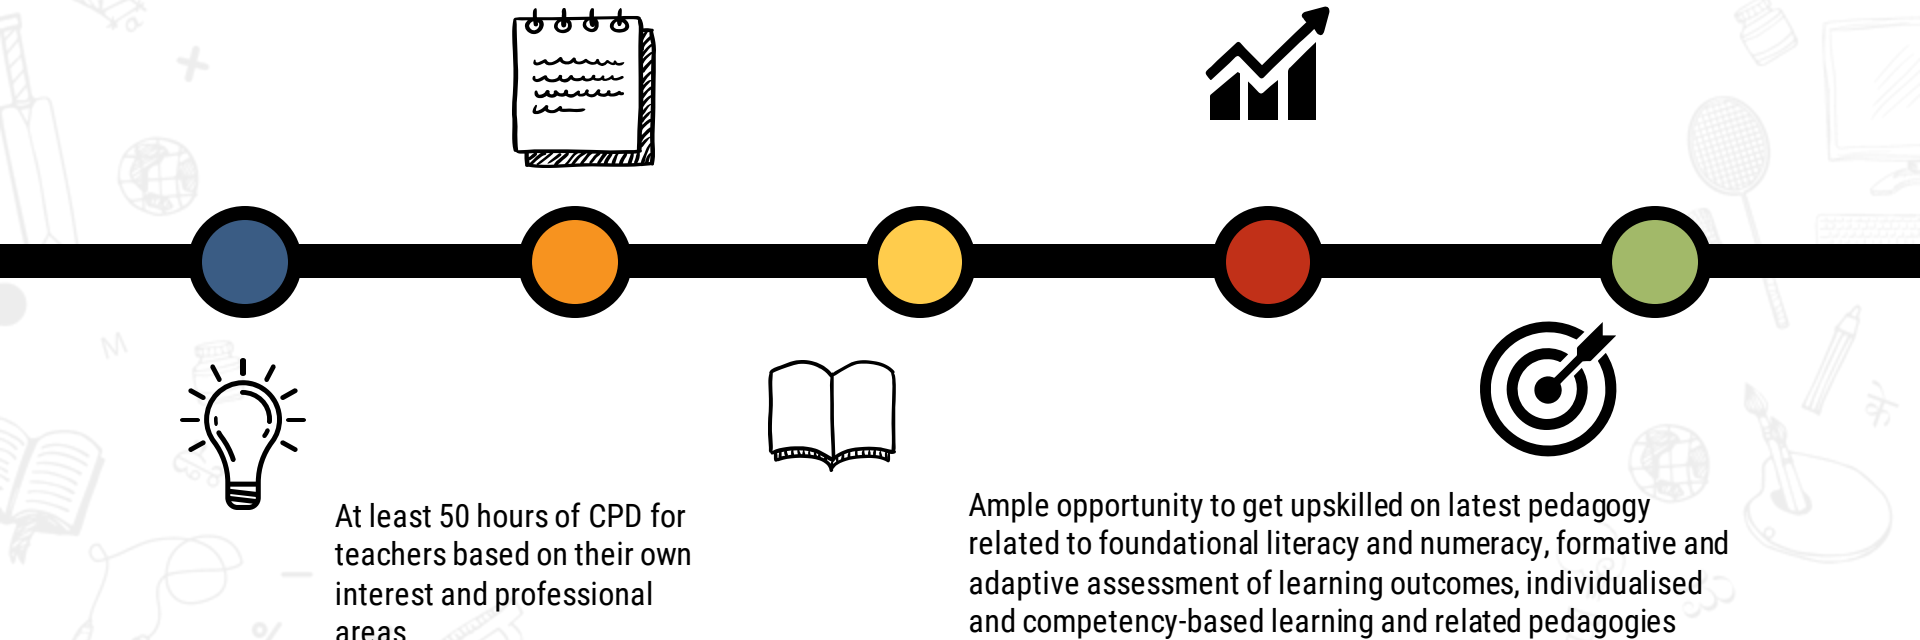 At least 50 hours of CPD for
teachers based on their own
interest and professional
areas
Ample opportunity to get upskilled on latest pedagogy
related to foundational literacy and numeracy, formative and
adaptive assessment of learning outcomes, individualised
and competency-based learning and related pedagogies
M